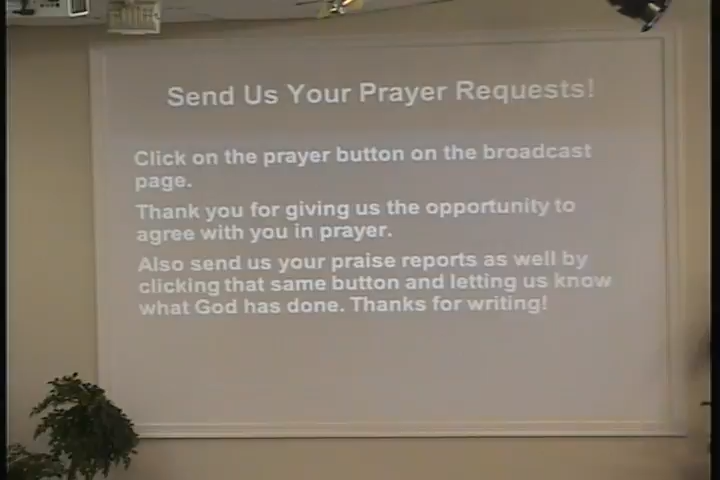 Send Us Your Prayer Requests!
Click on the prayer button on the broadcast
page.
Thank you for giving us the opportunity to
agree with you in prayer.
Also send us your praise reports as well by
clicking that same button and letting us know
what God has done. Thanks for writing!